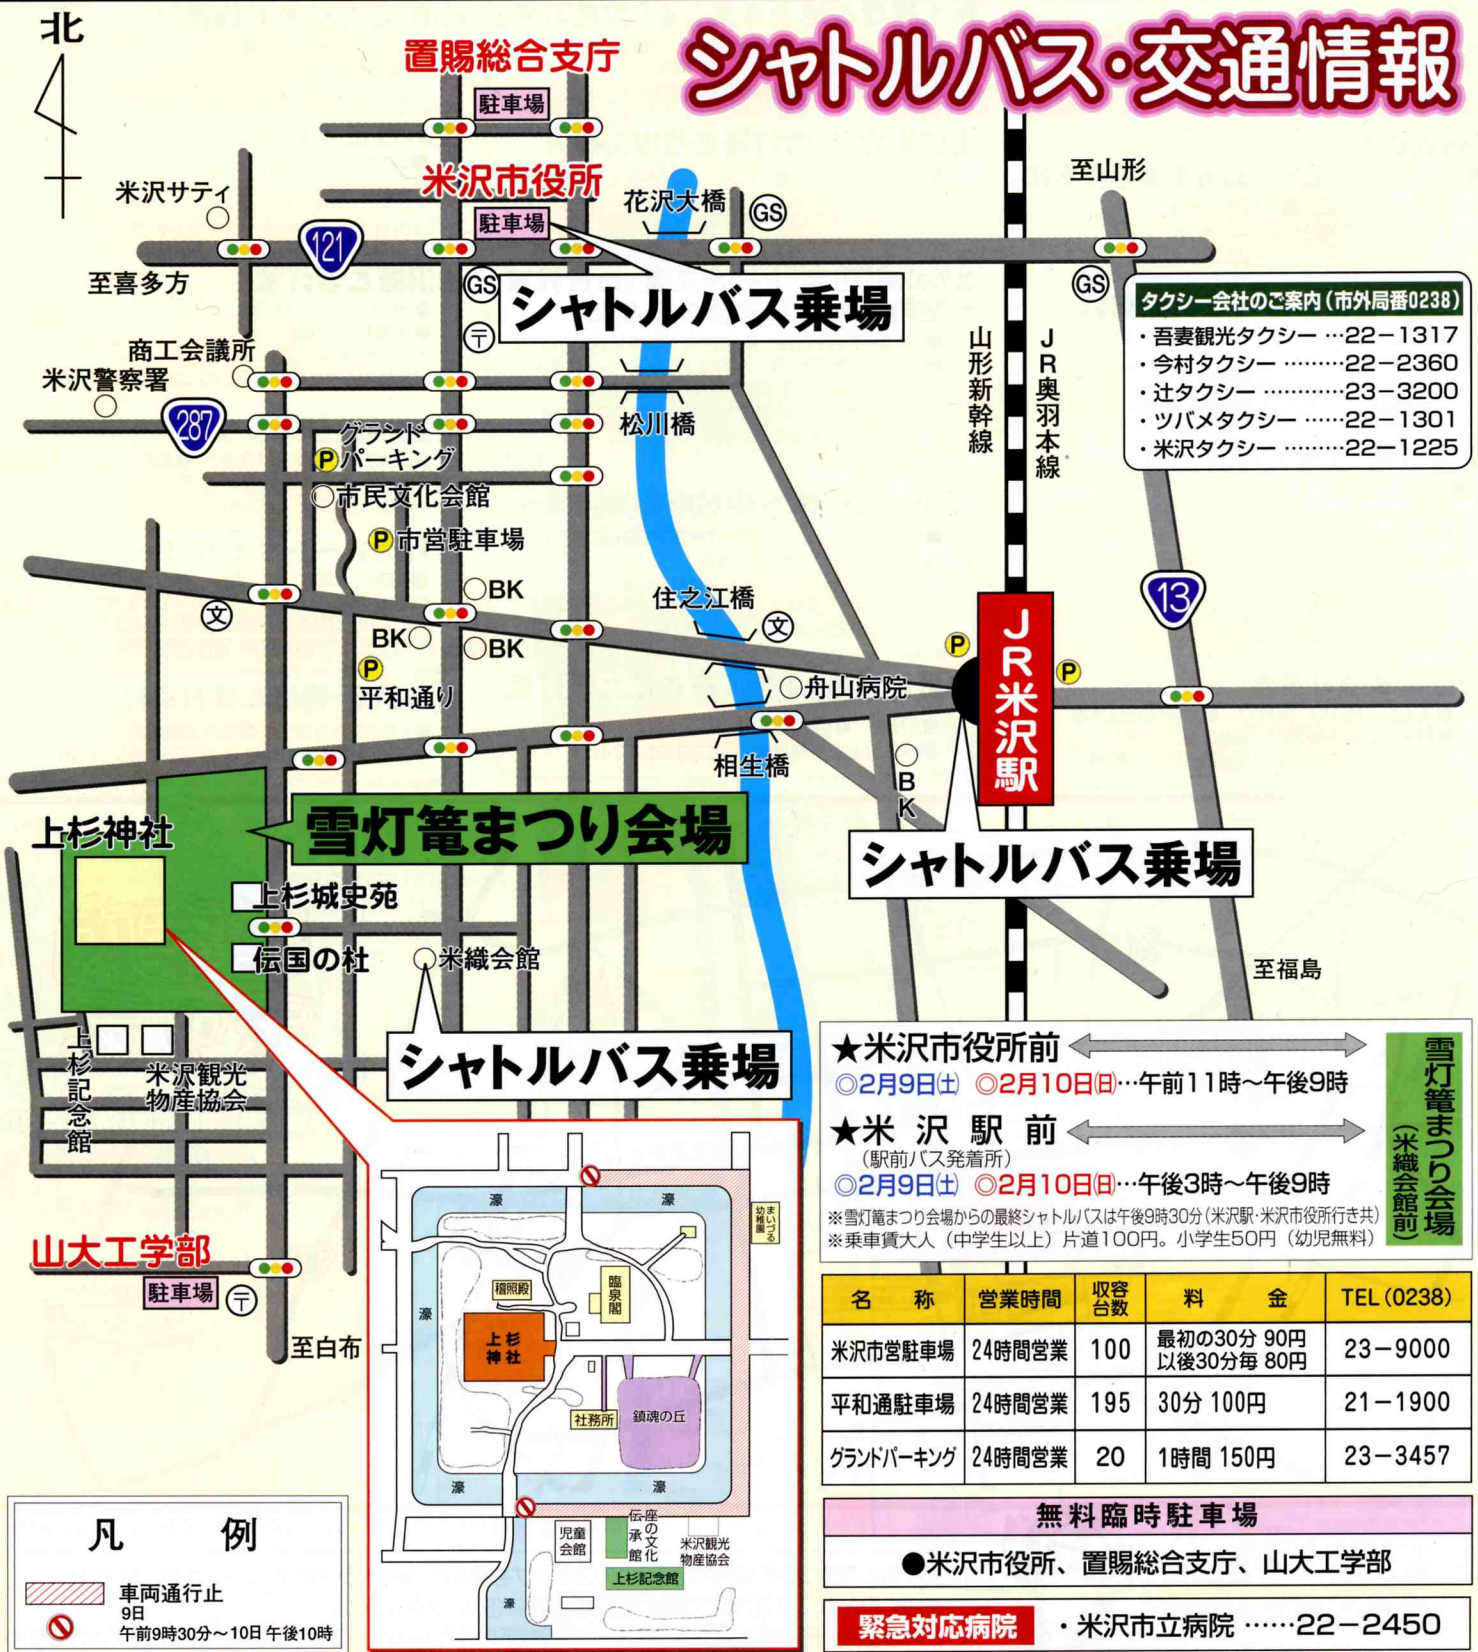 シャトルバス・交通情報
北
置賜総合支庁
駐車場
米沢市役所
駐車場
花沢大橋
GS
至山形
米沢サティ
121
至喜多方
GS
〒
シャトルバス乗場
GS
タクシー会社のご案内(市外局番0238)
・吾妻観光タクシー…22−1317
・今村タクシー………22−2360
・辻タクシー…………23−3200
・ツバメタクシー……22−1301
・米沢タクシー………22−1225
山形新幹線
JR奥羽本線
商工会議所
米沢警察署
287
松川橋
グランド
パーキング
P
市民文化会館
P
市営駐車場
BK
BK
BK
文
P
平和通り
住之江橋
文
舟山病院
13
P
JR米沢駅
P
相生橋
BK
シャトルバス乗場
上杉神社
雪灯篭まつり会場
上杉城史苑
伝国の杜
米織会館
シャトルバス乗場
至福島
上杉記念館
米沢観光
物産協会
山大工学部
駐車場
〒
至白布
★米沢市役所前
◎2月9日(土) ◎2月10日(日)…午前11時〜午後9時
★米沢駅前
(駅前バス発着所)
◎2月9日(土) ◎2月10日(日)…午後3時〜午後9時
※雪灯篭まつり会場からの最終シャトルバスは午後9時30分(米沢駅・米沢市役所行き共)
※乗車賃大人(中学生以上)片道100円。小学生50円(幼児無料)
雪灯篭まつり会場
(米織会館前)
名称 営業時間 収容台数 料金 TEL(0238)
米沢市営駐車場 24時間営業 100 最初の30分 90円 以後30分毎 80円 23−9000
平和通駐車場 24時間営業 195 30分 100円 21−1900
グランドパーキング 24時間営業 20 1時間 150円 23−3457
無料臨時駐車場
●米沢市役所、置賜総合支庁、山大工学部
緊急対応病院 ・米沢市立病院……22−2450
濠
濠
まいづる
幼稚園
稽照殿
臨泉閣
濠
上杉
神社
社務所
鎮魂の丘
濠
濠
児童
会館
伝承館
座の文化
米沢観光
物産協会
上杉記念館
濠
凡例
車両通行止
9日
午前9時30分〜10日 午後10時